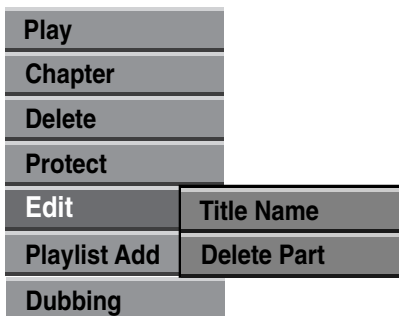 Play
Chapter
Delete
Protect
Edit
Title Name
Playlist Add
Delete Part
Dubbing